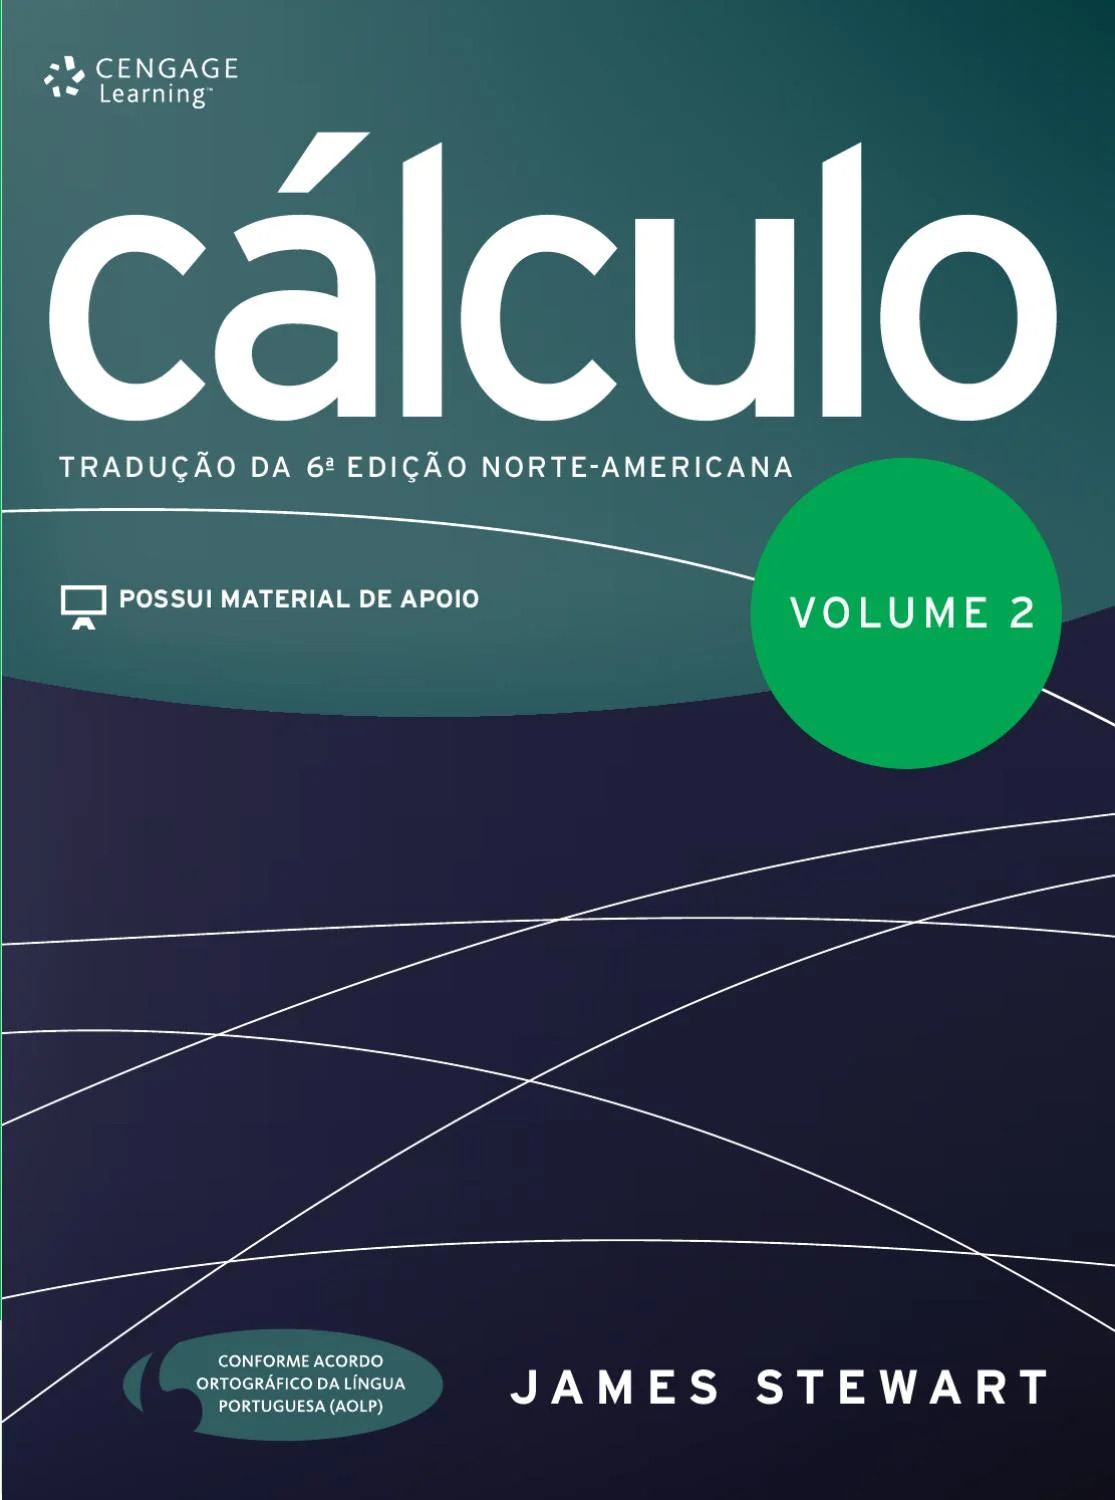 CENGAGE
Learning™
cálculo
TRADUÇÃO DA 6ª EDIÇÃO NORTE-AMERICANA
POSSUI MATERIAL DE APOIO
VOLUME 2
CONFORME ACORDO
ORTOGRÁFICO DA LÍNGUA
PORTUGUESA (AOLP)
JAMES STEWART